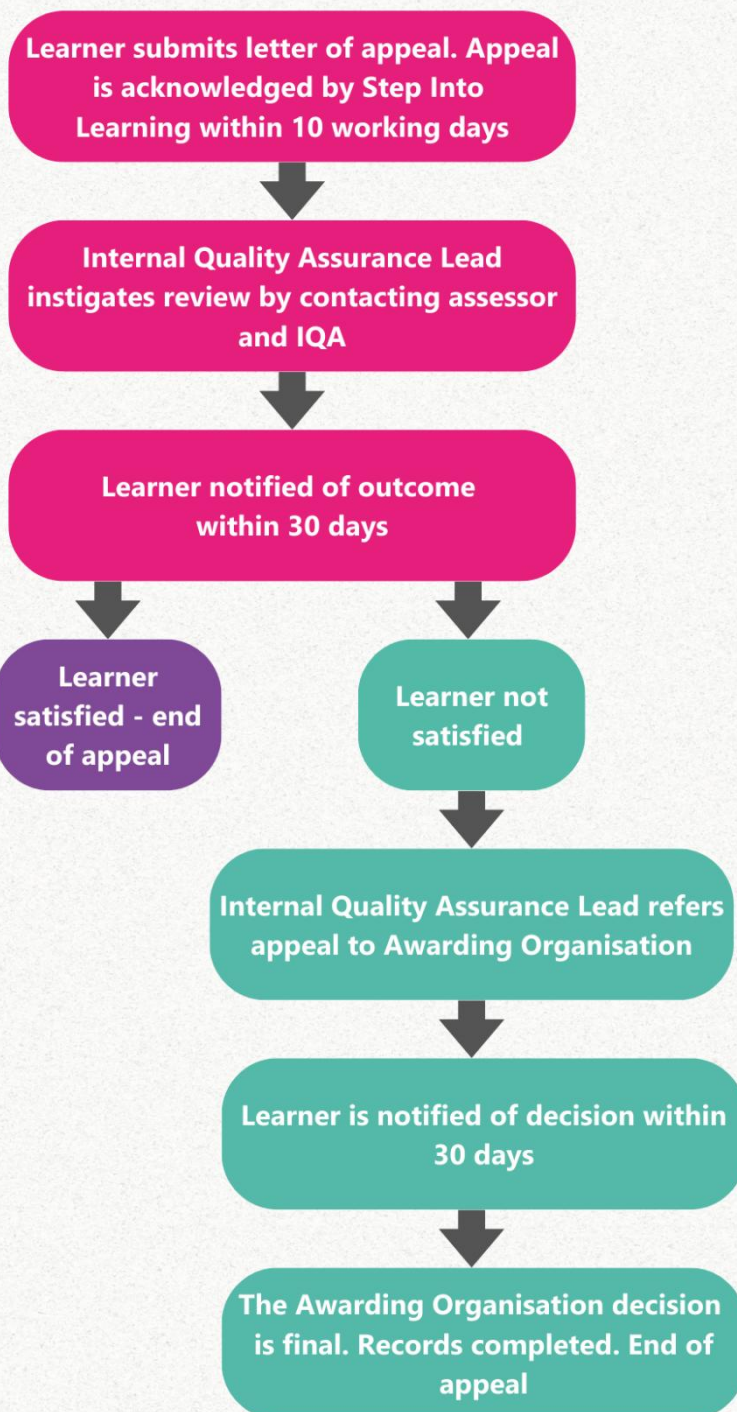 Learner submits letter of appeal. Appeal
is acknowledged by Step Into
Learning within 10 working days
Internal Quality Assurance Lead
instigates review by contacting assessor
and IQA
Learner notified of outcome
within 30 days
Learner
satisfied - end
of appeal
Learner not
satisfied
Internal Quality Assurance Lead refers
appeal to Awarding Organisation
Learner is notified of decision within
30 days
The Awarding Organisation decision
is final. Records completed. End of
appeal